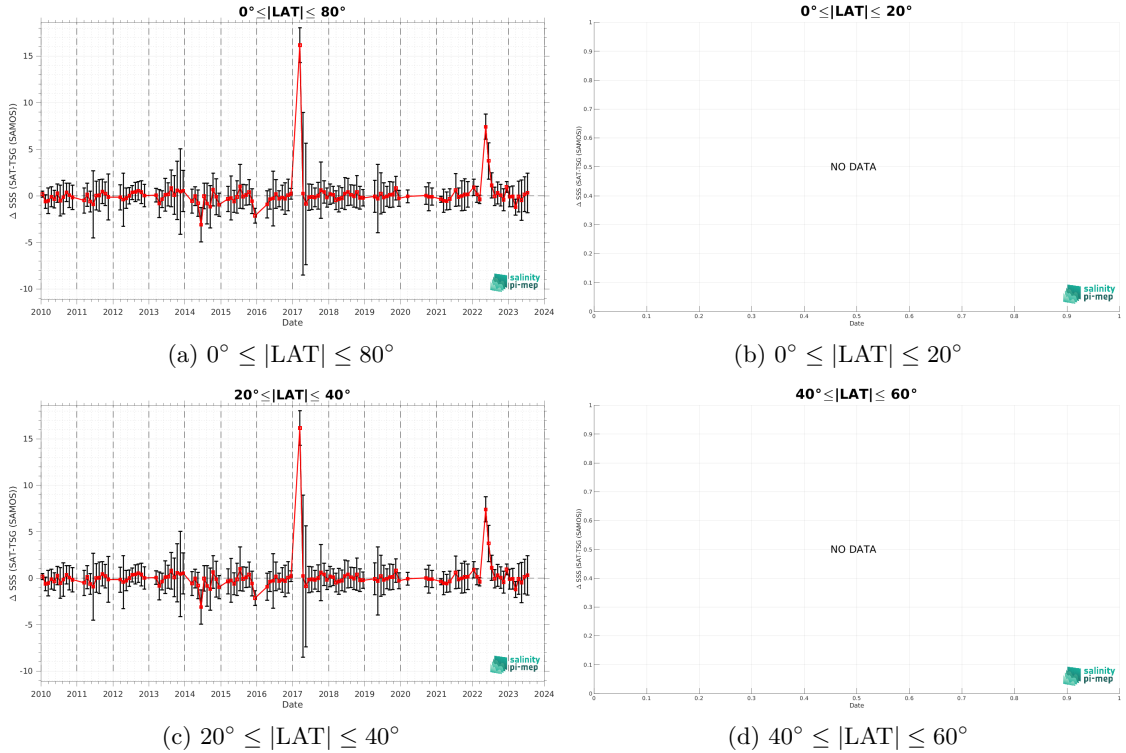 0°≤|LAT|≤ 80°
Δ SSS (SAT-TSG (SAMOS))
15
10
5
0
-5
-10
2010 2011 2012 2013 2014 2015 2016 2017 2018 2019 2020 2021 2022 2023 2024
Date
salinity
pi-mep
(a) 0° ≤ |LAT| ≤ 80°
0°≤|LAT|≤ 20°
Δ SSS (SAT-TSG (SAMOS))
1
0.9
0.8
0.7
0.6
0.5
0.4
0.3
0.2
0.1
0
NO DATA
0 0.1 0.2 0.3 0.4 0.5 0.6 0.7 0.8 0.9 1
Date
salinity
pi-mep
(b) 0° ≤ |LAT| ≤ 20°
20°≤|LAT|≤ 40°
Δ SSS (SAT-TSG (SAMOS))
15
10
5
0
-5
-10
2010 2011 2012 2013 2014 2015 2016 2017 2018 2019 2020 2021 2022 2023 2024
Date
salinity
pi-mep
(c) 20° ≤ |LAT| ≤ 40°
40°≤|LAT|≤ 60°
Δ SSS (SAT-TSG (SAMOS))
1
0.9
0.8
0.7
0.6
0.5
0.4
0.3
0.2
0.1
0
NO DATA
0 0.1 0.2 0.3 0.4 0.5 0.6 0.7 0.8 0.9 1
Date
salinity
pi-mep
(d) 40° ≤ |LAT| ≤ 60°